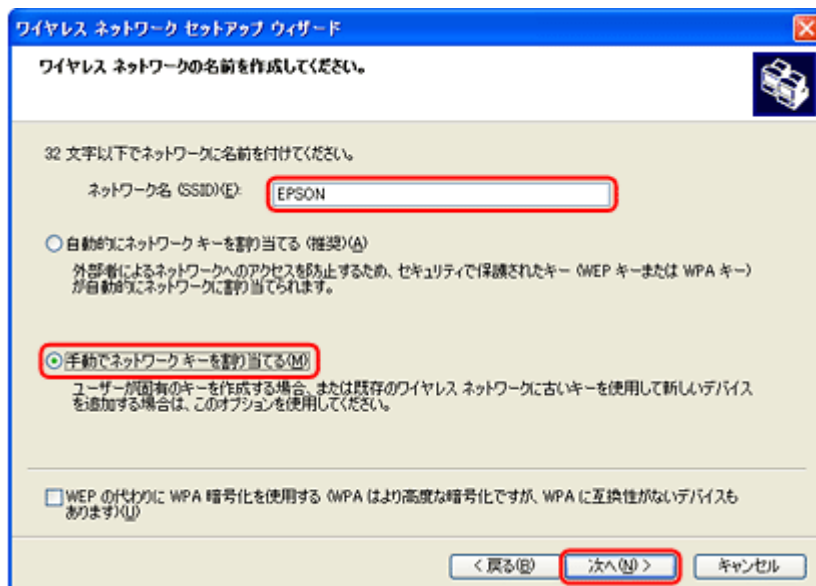 ワイヤレス ネットワーク セットアップ ウィザード
ワイヤレス ネットワークの名前を作成してください。
32 文字以下でネットワークに名前を付けてください。
ネットワーク名 (SSID)(E):
EPSON
自動的にネットワーク キーを割り当てる (推奨)(A)
外部者によるネットワークへのアクセスを防止するため、セキュリティで保護されたキー (WEP キーまたは WPA キー)
が自動的にネットワークに割り当てられます。
手動でネットワーク キーを割り当てる(M)
ユーザーが固有のキーを作成する場合、または既存のワイヤレス ネットワークに古いキーを使用して新しいデバイス
を追加する場合は、このオプションを使用してください。
WEP の代わりに WPA 暗号化を使用する (WPA はより高度な暗号化ですが、WPA に互換性がないデバイスも
あります)(U)
< 戻る(B)
次へ(N) >
キャンセル